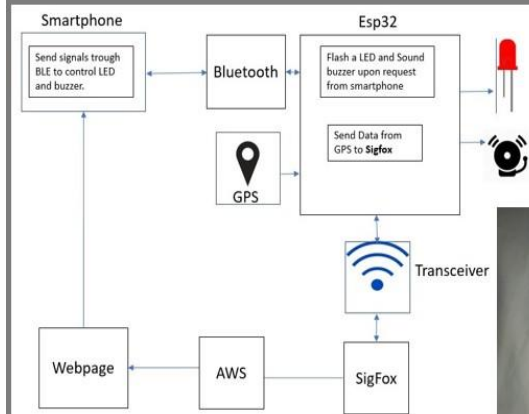 Smartphone
Esp32
Send signals trough
BLE to control LED
and buzzer.
Bluetooth
Flash a LED and Sound
buzzer upon request
from smartphone
Send Data from
GPS to Sigfox
GPS
Transceiver
Webpage
AWS
SigFox